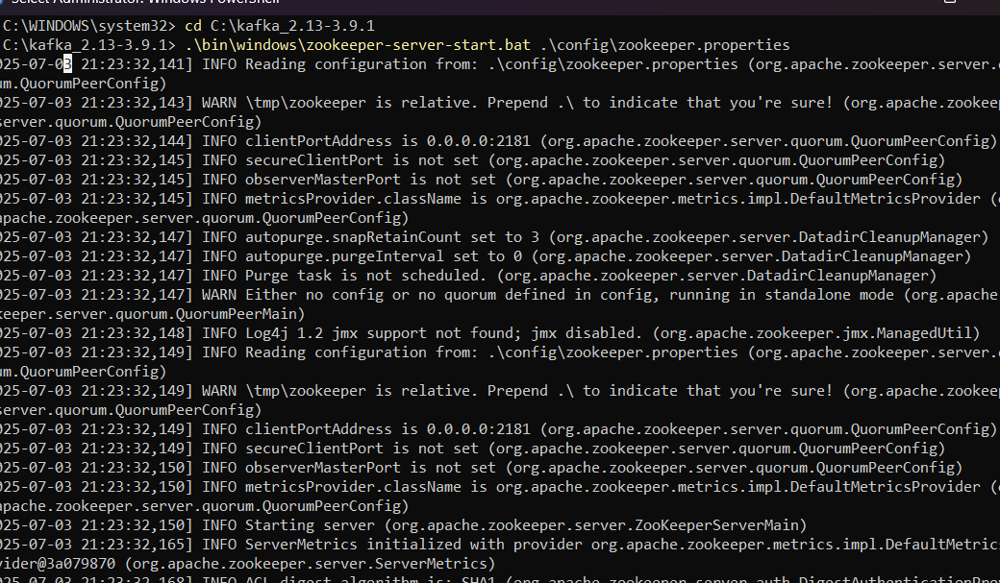 Select Administrator: Windows PowerShell
C:\WINDOWS\system32> cd C:\kafka_2.13-3.9.1
C:\kafka_2.13-3.9.1> .\bin\windows\zookeeper-server-start.bat .\config\zookeeper.properties
025-07-03 21:23:32,141] INFO Reading configuration from: .\config\zookeeper.properties (org.apache.zookeeper.server.
um.QuorumPeerConfig)
025-07-03 21:23:32,143] WARN \tmp\zookeeper is relative. Prepend .\ to indicate that you're sure! (org.apache.zookee
server.quorum.QuorumPeerConfig)
025-07-03 21:23:32,144] INFO clientPortAddress is 0.0.0.0:2181 (org.apache.zookeeper.server.quorum.QuorumPeerConfig)
025-07-03 21:23:32,145] INFO secureClientPort is not set (org.apache.zookeeper.server.quorum.QuorumPeerConfig)
025-07-03 21:23:32,145] INFO observerMasterPort is not set (org.apache.zookeeper.server.quorum.QuorumPeerConfig)
025-07-03 21:23:32,145] INFO metricsProvider.className is org.apache.zookeeper.metrics.impl.DefaultMetricsProvider (
apache.zookeeper.server.quorum.QuorumPeerConfig)
025-07-03 21:23:32,147] INFO autopurge.snapRetainCount set to 3 (org.apache.zookeeper.server.DatadirCleanupManager)
025-07-03 21:23:32,147] INFO autopurge.purgeInterval set to 0 (org.apache.zookeeper.server.DatadirCleanupManager)
025-07-03 21:23:32,147] INFO Purge task is not scheduled. (org.apache.zookeeper.server.DatadirCleanupManager)
025-07-03 21:23:32,147] WARN Either no config or no quorum defined in config, running in standalone mode (org.apache
keeper.server.quorum.QuorumPeerMain)
025-07-03 21:23:32,148] INFO Log4j 1.2 jmx support not found; jmx disabled. (org.apache.zookeeper.jmx.ManagedUtil)
025-07-03 21:23:32,149] INFO Reading configuration from: .\config\zookeeper.properties (org.apache.zookeeper.server.
um.QuorumPeerConfig)
025-07-03 21:23:32,149] WARN \tmp\zookeeper is relative. Prepend .\ to indicate that you're sure! (org.apache.zookee
server.quorum.QuorumPeerConfig)
025-07-03 21:23:32,149] INFO clientPortAddress is 0.0.0.0:2181 (org.apache.zookeeper.server.quorum.QuorumPeerConfig)
025-07-03 21:23:32,149] INFO secureClientPort is not set (org.apache.zookeeper.server.quorum.QuorumPeerConfig)
025-07-03 21:23:32,150] INFO observerMasterPort is not set (org.apache.zookeeper.server.quorum.QuorumPeerConfig)
025-07-03 21:23:32,150] INFO metricsProvider.className is org.apache.zookeeper.metrics.impl.DefaultMetricsProvider (
apache.zookeeper.server.quorum.QuorumPeerConfig)
025-07-03 21:23:32,150] INFO Starting server (org.apache.zookeeper.server.ZooKeeperServerMain)
025-07-03 21:23:32,165] INFO ServerMetrics initialized with provider org.apache.zookeeper.metrics.impl.DefaultMetric
vider@3a079870 (org.apache.zookeeper.server.ServerMetrics)
025-07-03 21:23:32,168] INFO ACL digest algorithm is: SHA1 (org.apache.zookeeper.server.auth.DigestAuthenticationPro